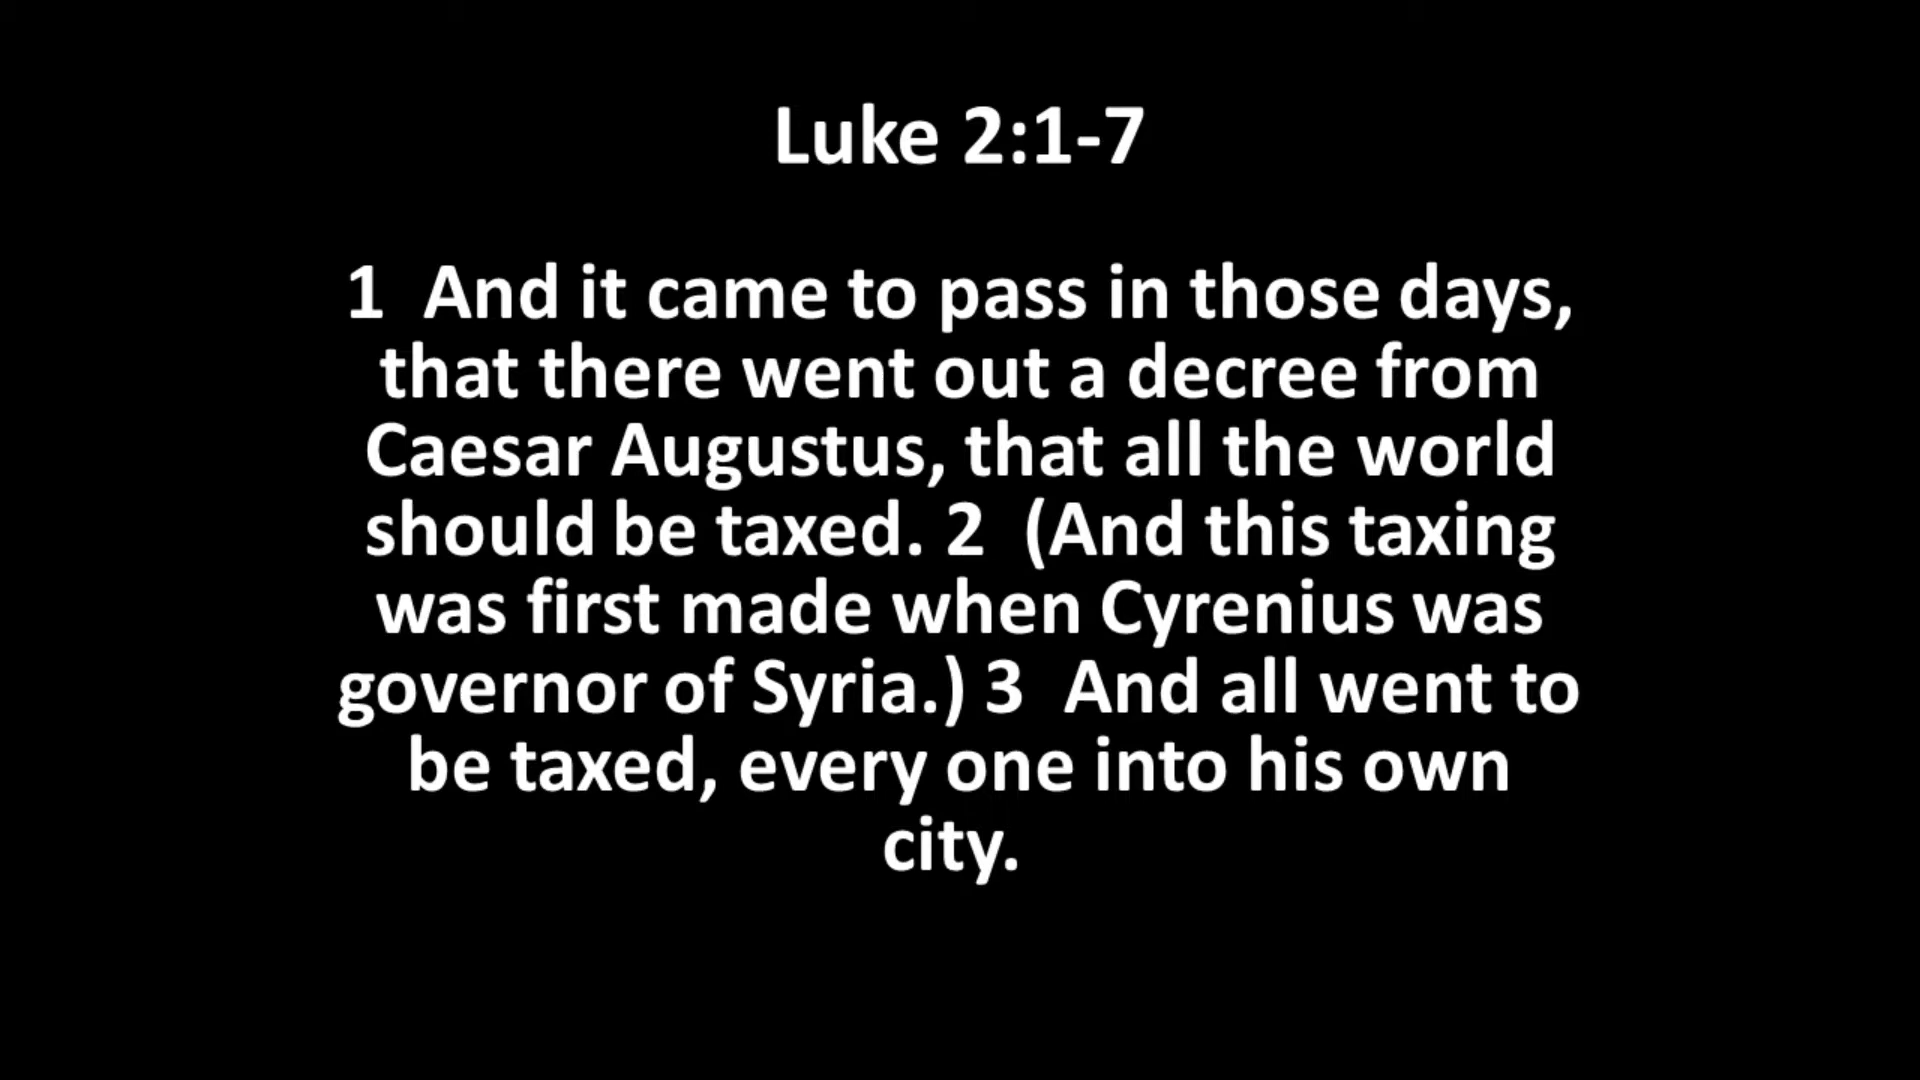 Luke 2:1-7
1  And it came to pass in those days,
that there went out a decree from
Caesar Augustus, that all the world
should be taxed. 2  (And this taxing
was first made when Cyrenius was
governor of Syria.) 3  And all went to
be taxed, every one into his own
city.